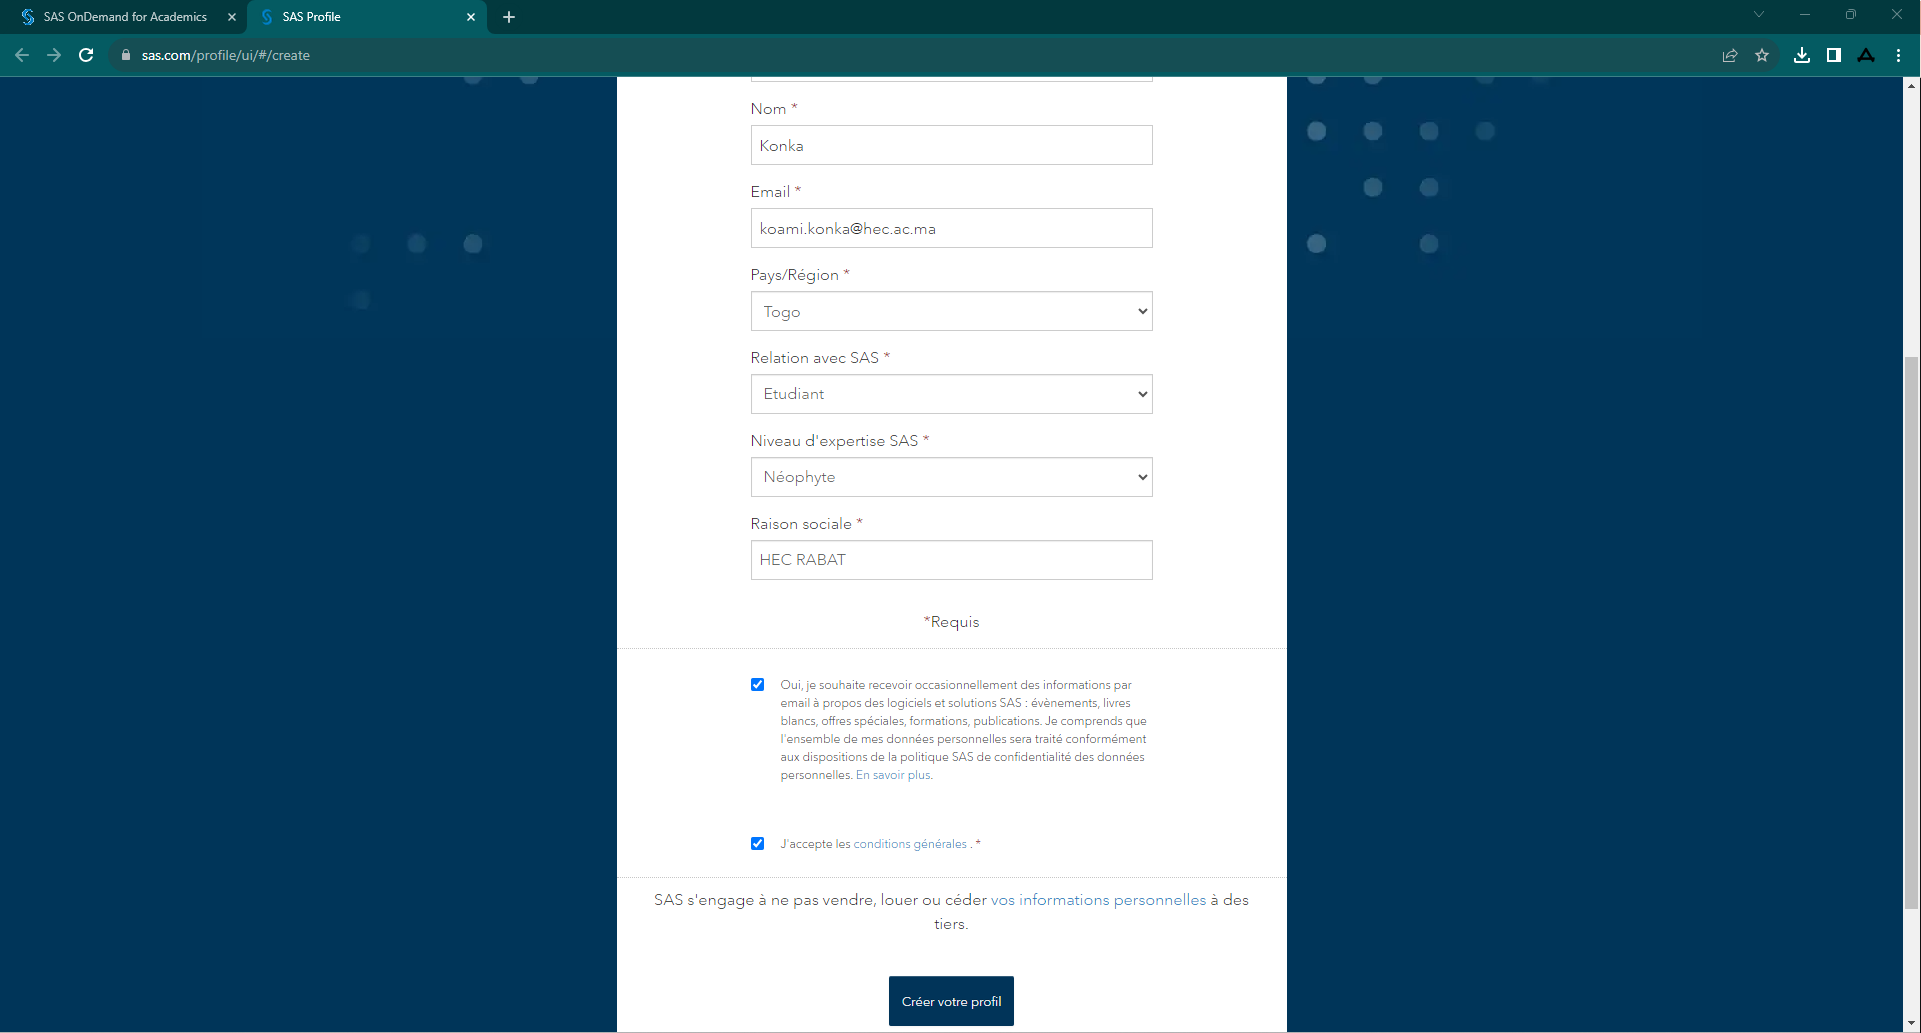 SAS OnDemand for Academics
SAS Profile
sas.com/profile/ui/#/create
Nom *
Konka
Email *
koami.konka@hec.ac.ma
Pays/Région *
Togo
Relation avec SAS *
Etudiant
Niveau d'expertise SAS *
Néophyte
Raison sociale *
HEC RABAT
*Requis
Oui, je souhaite recevoir occasionnellement des informations par
email à propos des logiciels et solutions SAS : évènements, livres
blancs, offres spéciales, formations, publications. Je comprends que
l'ensemble de mes données personnelles sera traité conformément
aux dispositions de la politique SAS de confidentialité des données
personnelles. En savoir plus.
J'accepte les conditions générales . *
SAS s'engage à ne pas vendre, louer ou céder vos informations personnelles à des
tiers.
Créer votre profil